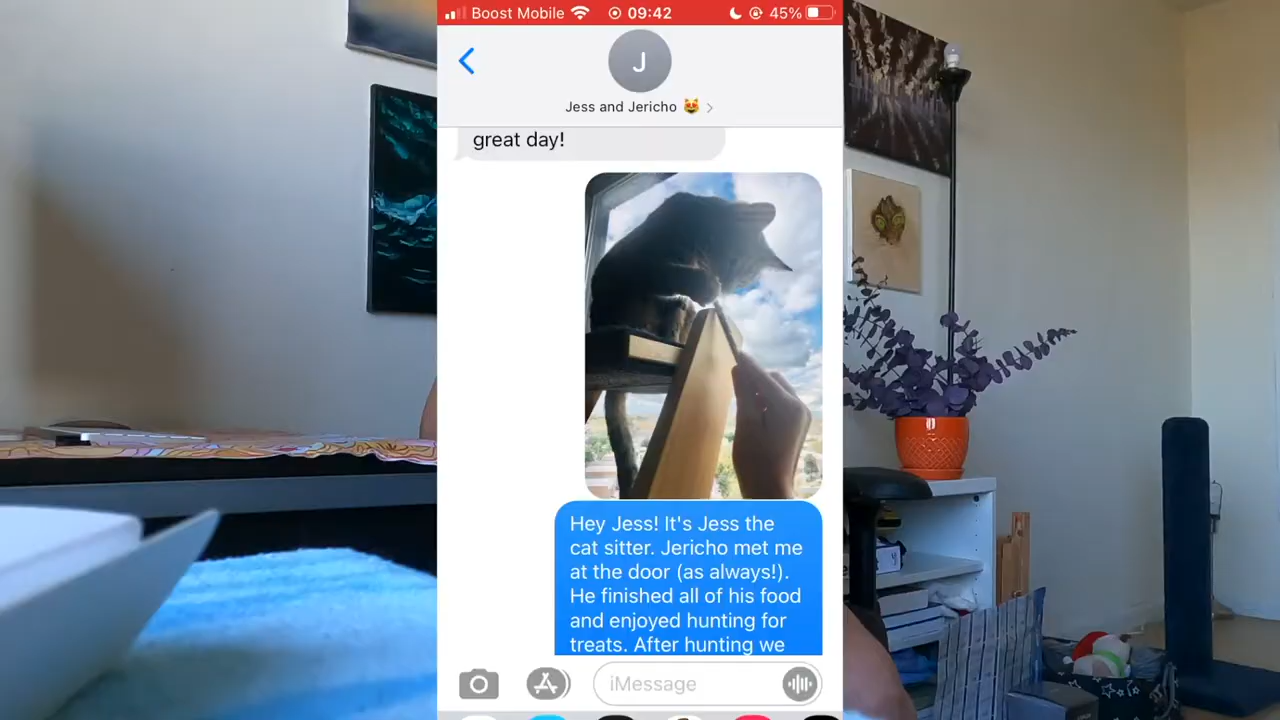 Boost Mobile 09:42 45%
J
Jess and Jericho 😻
great day!
Hey Jess! It's Jess the
cat sitter. Jericho met me
at the door (as always!).
He finished all of his food
and enjoyed hunting for
treats. After hunting we
iMessage